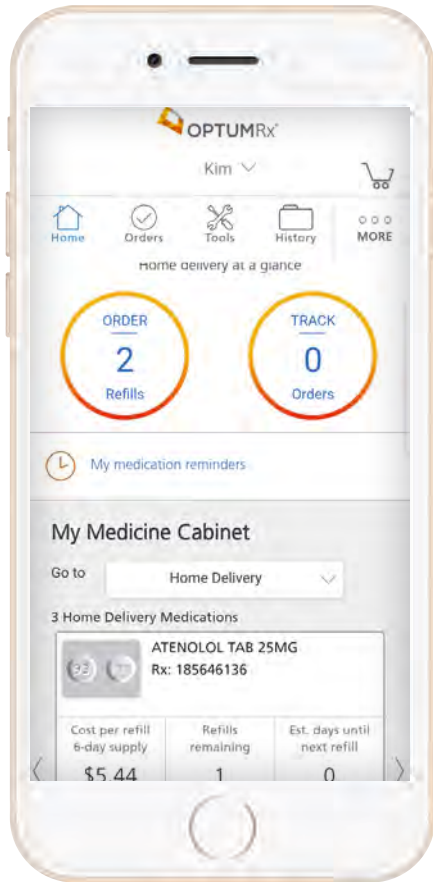 OPTUMRx®
Kim
Home Orders Tools History MORE
Home delivery at a glance
ORDER
2
Refills
TRACK
0
Orders
My medication reminders
My Medicine Cabinet
Go to Home Delivery
3 Home Delivery Medications
ATENOLOL TAB 25MG
Rx: 185646136
Cost per refill
6-day supply
$5.44
Refills
remaining
1
Est. days until
next refill
0